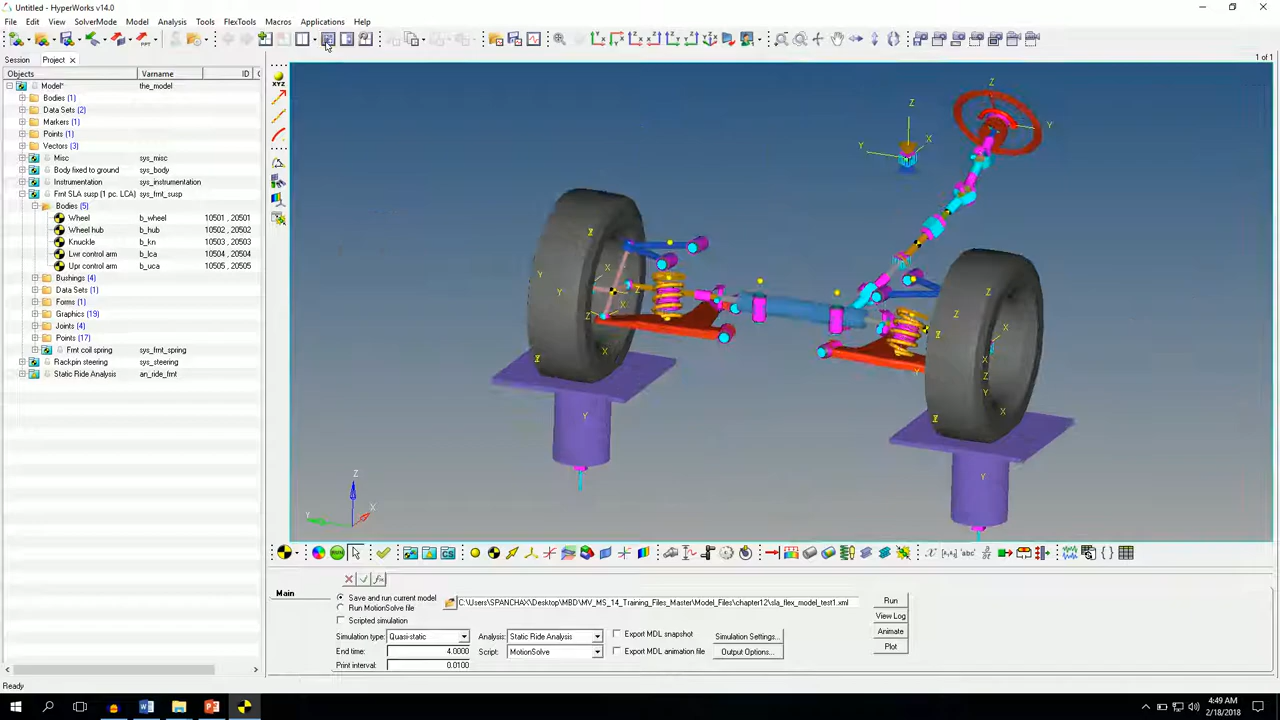 Untitled - HyperWorks v14.0
File Edit View SolverMode Model Analysis Tools FlexTools Macros Applications Help
Session Project
1 of 1
Objects Varname ID
Model* the_model
Bodies (1)
Data Sets (2)
Markers (1)
Points (1)
Vectors (3)
Misc sys_misc
Body fixed to ground sys_body
Instrumentation sys_instrumentation
Frnt SLA susp (1 pc. LCA) sys_frnt_susp
Bodies (5)
Wheel b_wheel 10501 , 20501
Wheel hub b_hub 10502 , 20502
Knuckle b_kn 10503 , 20503
Lwr control arm b_lca 10504 , 20504
Upr control arm b_uca 10505 , 20505
Bushings (4)
Data Sets (1)
Forms (1)
Graphics (19)
Joints (4)
Points (17)
Frnt coil spring sys_frnt_spring
Rackpin steering sys_steering
Static Ride Analysis an_ride_frnt
Main
Save and run current model
C:\Users\SPANCHAX\Desktop\MBD\MV_MS_14_Training_Files_Master\Model_Files\chapter12\sla_flex_model_test1.xml
Run
Run MotionSolve file
View Log
Scripted simulation
Simulation type: Quasi-static Analysis: Static Ride Analysis Export MDL snapshot Simulation Settings... Animate
End time: 4.0000 Script: MotionSolve Export MDL animation file Output Options... Plot
Print interval: 0.0100
Ready
4:49 AM
2/18/2018